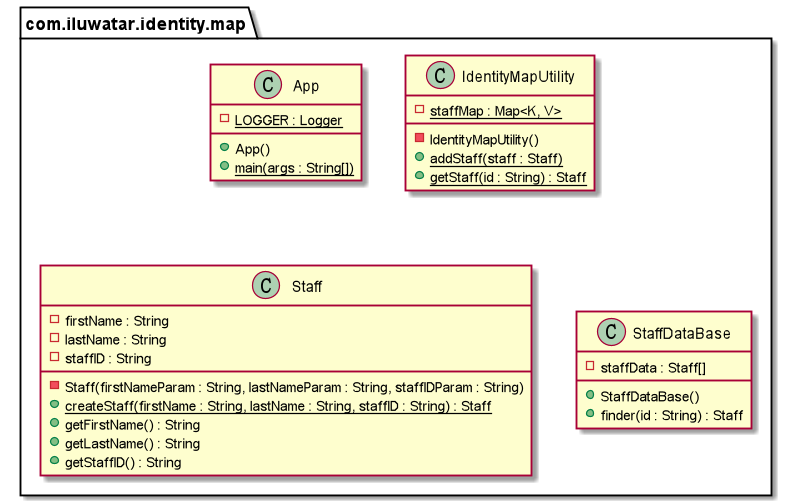 com.iluwatar.identity.map
C App
LOGGER : Logger
App()
main(args : String[])
C IdentityMapUtility
staffMap : Map<K, V>
IdentityMapUtility()
addStaff(staff : Staff)
getStaff(id : String) : Staff
C Staff
firstName : String
lastName : String
staffID : String
Staff(firstNameParam : String, lastNameParam : String, staffIDParam : String)
createStaff(firstName : String, lastName : String, staffID : String) : Staff
getFirstName() : String
getLastName() : String
getStaffID() : String
C StaffDataBase
staffData : Staff[]
StaffDataBase()
finder(id : String) : Staff